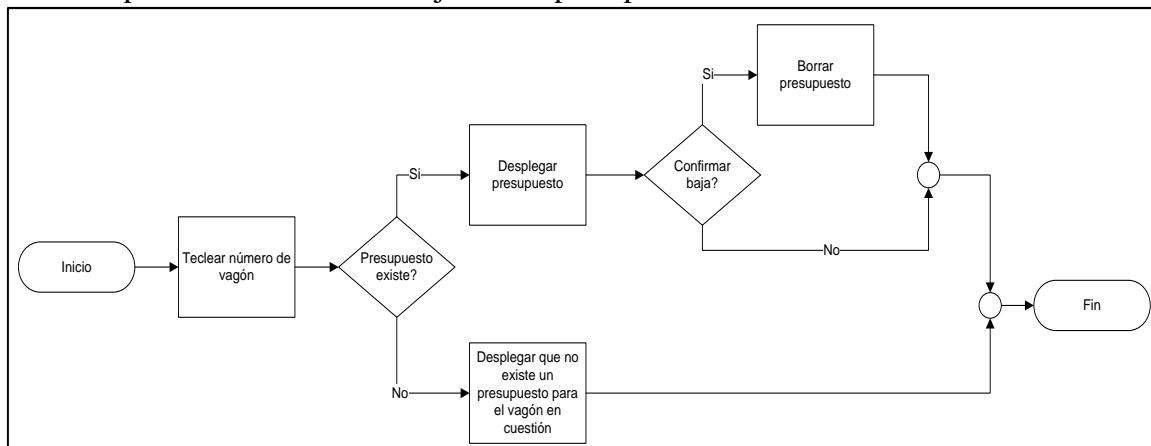 Inicio
Teclear número de
vagón
Presupuesto
existe?
Si
Desplegar
presupuesto
Confirmar
baja?
Si
Borrar
presupuesto
No
No
Desplegar que no
existe un
presupuesto para
el vagón en
cuestión
Fin